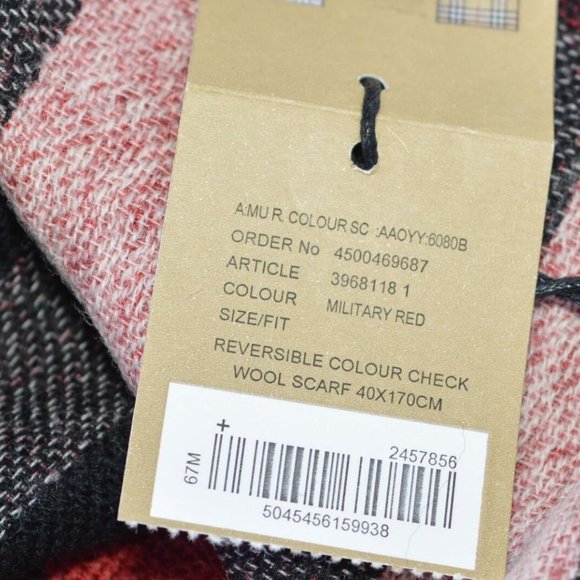 A:MU R. COLOUR SC :AAOYY:6080B
ORDER No 4500469687
ARTICLE 3968118 1
COLOUR MILITARY RED
SIZE/FIT
REVERSIBLE COLOUR CHECK
WOOL SCARF 40X170CM
+
67M
2457856
5045456159938